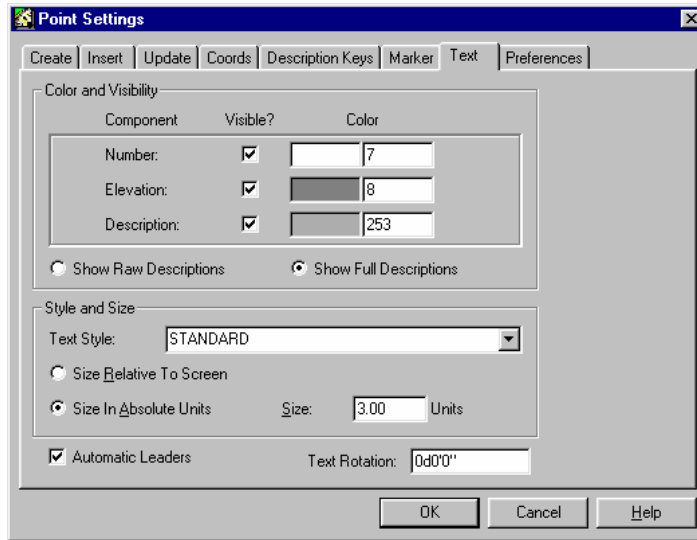 Point Settings
Create Insert Update Coords Description Keys Marker Text Preferences
Color and Visibility
Component Visible? Color
Number: 7
Elevation: 8
Description: 253
Show Raw Descriptions Show Full Descriptions
Style and Size
Text Style: STANDARD
Size Relative To Screen
Size In Absolute Units Size: 3.00 Units
Automatic Leaders Text Rotation: 0d0'0"
OK Cancel Help